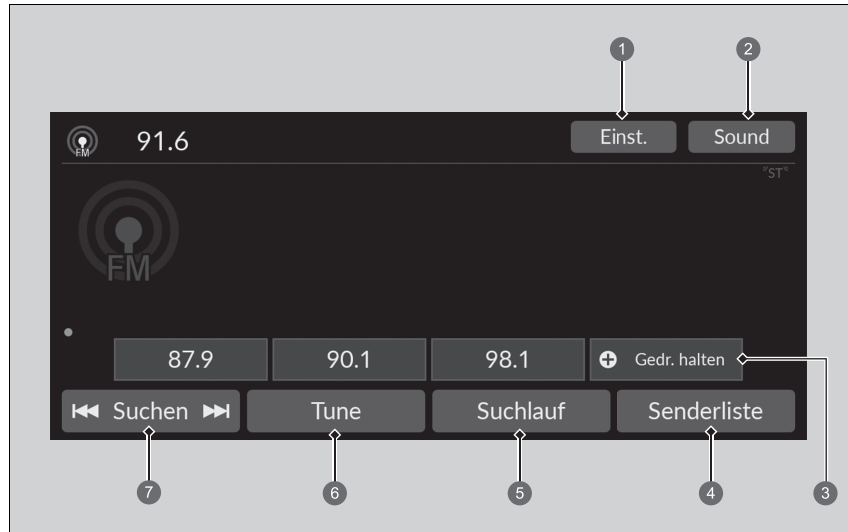 1 2
FM 91.6 Einst. Sound
"ST"
FM
87.9 90.1 98.1 Gedr. halten
Suchen Tune Suchlauf Senderliste
7 6 5 4 3